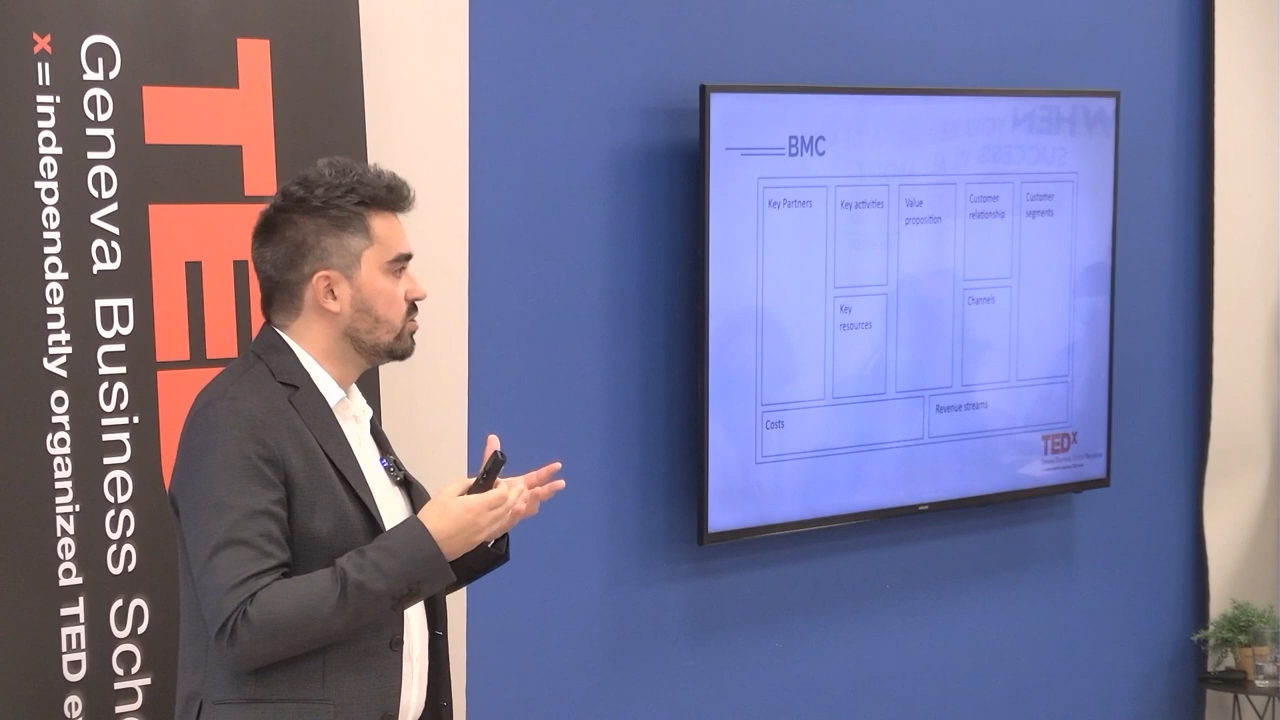 TED
Geneva Business Sch
x = independently organized TED e
BMC
Key Partners
Key activities
Value
proposition
Customer
relationship
Customer
segments
Key
resources
Channels
Costs
Revenue streams
TEDx